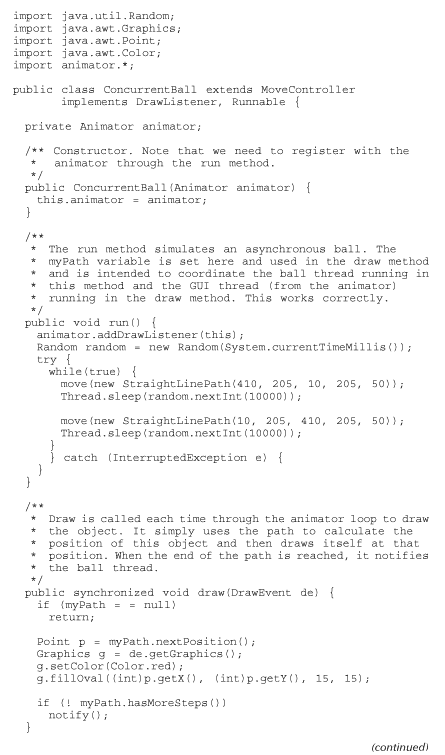 import java.util.Random;
import java.awt.Graphics;
import java.awt.Point;
import java.awt.Color;
import animator.*;

public class ConcurrentBall extends MoveController
        implements DrawListener, Runnable {

  private Animator animator;

  /** Constructor. Note that we need to register with the
   *  animator through the run method.
   */
  public ConcurrentBall(Animator animator) {
    this.animator = animator;
  }

  /**
   * The run method simulates an asynchronous ball. The
   * myPath variable is set here and used in the draw method
   * and is intended to coordinate the ball thread running in
   * this method and the GUI thread (from the animator)
   * running in the draw method. This works correctly.
   */
  public void run() {
    animator.addDrawListener(this);
    Random random = new Random(System.currentTimeMillis());
    try {
      while(true) {
        move(new StraightLinePath(410, 205, 10, 205, 50));
        Thread.sleep(random.nextInt(10000));

        move(new StraightLinePath(10, 205, 410, 205, 50));
        Thread.sleep(random.nextInt(10000));
      }
      } catch (InterruptedException e) {
    }
  }

  /**
   * Draw is called each time through the animator loop to draw
   * the object. It simply uses the path to calculate the
   * position of this object and then draws itself at that
   * position. When the end of the path is reached, it notifies
   * the ball thread.
   */
  public synchronized void draw(DrawEvent de) {
    if (myPath = = null)
      return;

    Point p = myPath.nextPosition();
    Graphics g = de.getGraphics();
    g.setColor(Color.red);
    g.fillOval((int)p.getX(), (int)p.getY(), 15, 15);

    if (! myPath.hasMoreSteps())
      notify();
  }

(continued)